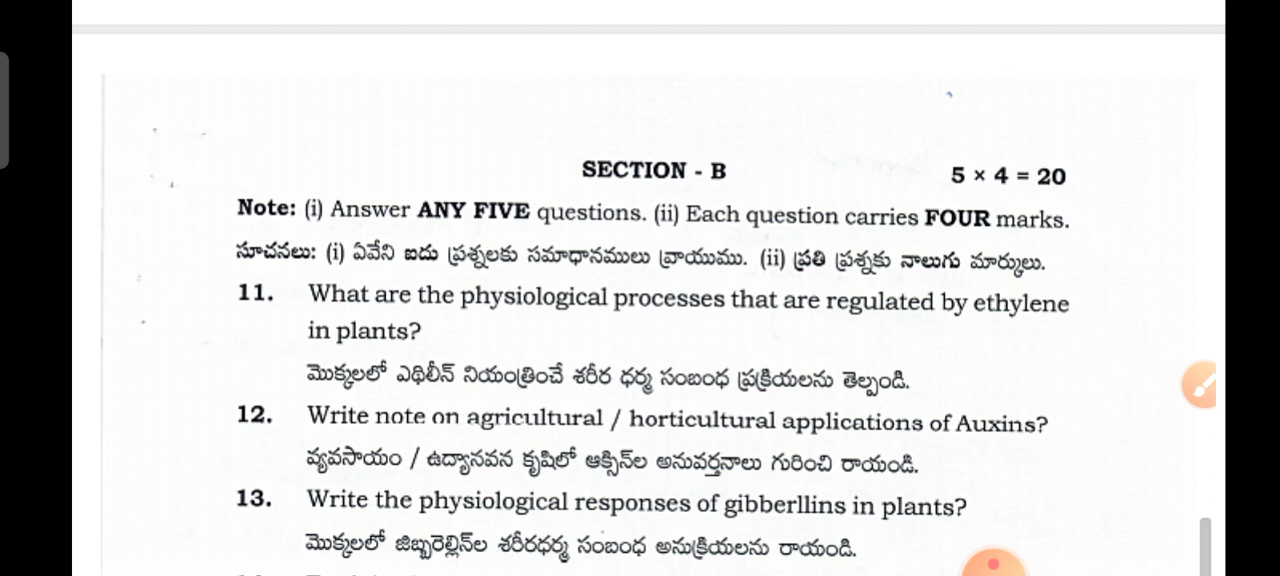 SECTION - B
5 × 4 = 20
Note: (i) Answer ANY FIVE questions. (ii) Each question carries FOUR marks.
సూచనలు: (i) ఏవేని ఐదు ప్రశ్నలకు సమాధానములు వ్రాయుము. (ii) ప్రతి ప్రశ్నకు నాలుగు మార్కులు.
11. What are the physiological processes that are regulated by ethylene
in plants?
మొక్కలలో ఎథిలీన్ నియంత్రించే శరీర ధర్మ సంబంధ ప్రక్రియలను తెల్పండి.
12. Write note on agricultural / horticultural applications of Auxins?
వ్యవసాయం / ఉద్యానవన కృషిలో ఆక్సిన్‌ల అనువర్తనాలు గురించి రాయండి.
13. Write the physiological responses of gibberllins in plants?
మొక్కలలో జిబ్బరెల్లిన్‌ల శరీరధర్మ సంబంధ అనుక్రియలను రాయండి.